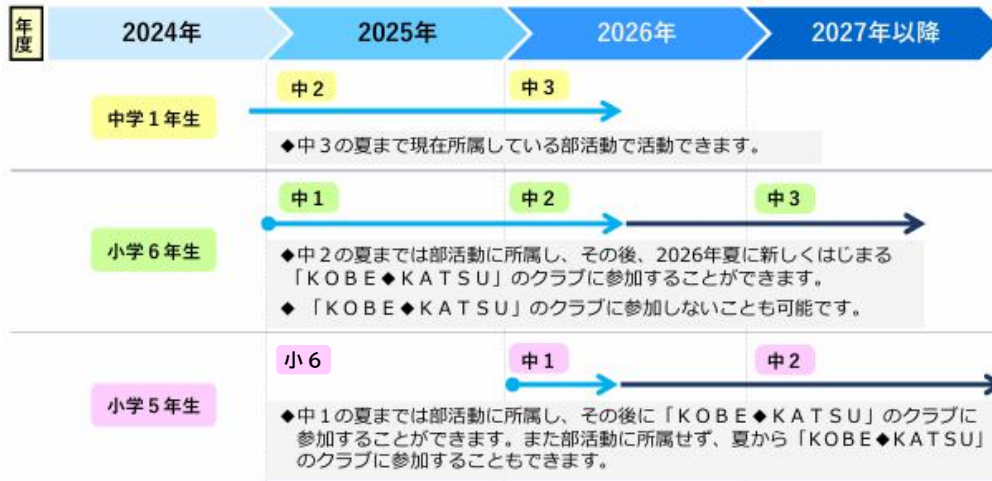 年度
2024年
2025年
2026年
2027年以降
中学1年生
中2
中3
◆中3の夏まで現在所属している部活動で活動できます。
小学6年生
中1
中2
中3
◆中2の夏までは部活動に所属し、その後、2026年夏に新しくはじまる
「KOBE◆KATSU」のクラブに参加することができます。
◆「KOBE◆KATSU」のクラブに参加しないことも可能です。
小学5年生
小6
中1
中2
◆中1の夏までは部活動に所属し、その後に「KOBE◆KATSU」のクラブに
参加することができます。また部活動に所属せず、夏から「KOBE◆KATSU」
のクラブに参加することもできます。